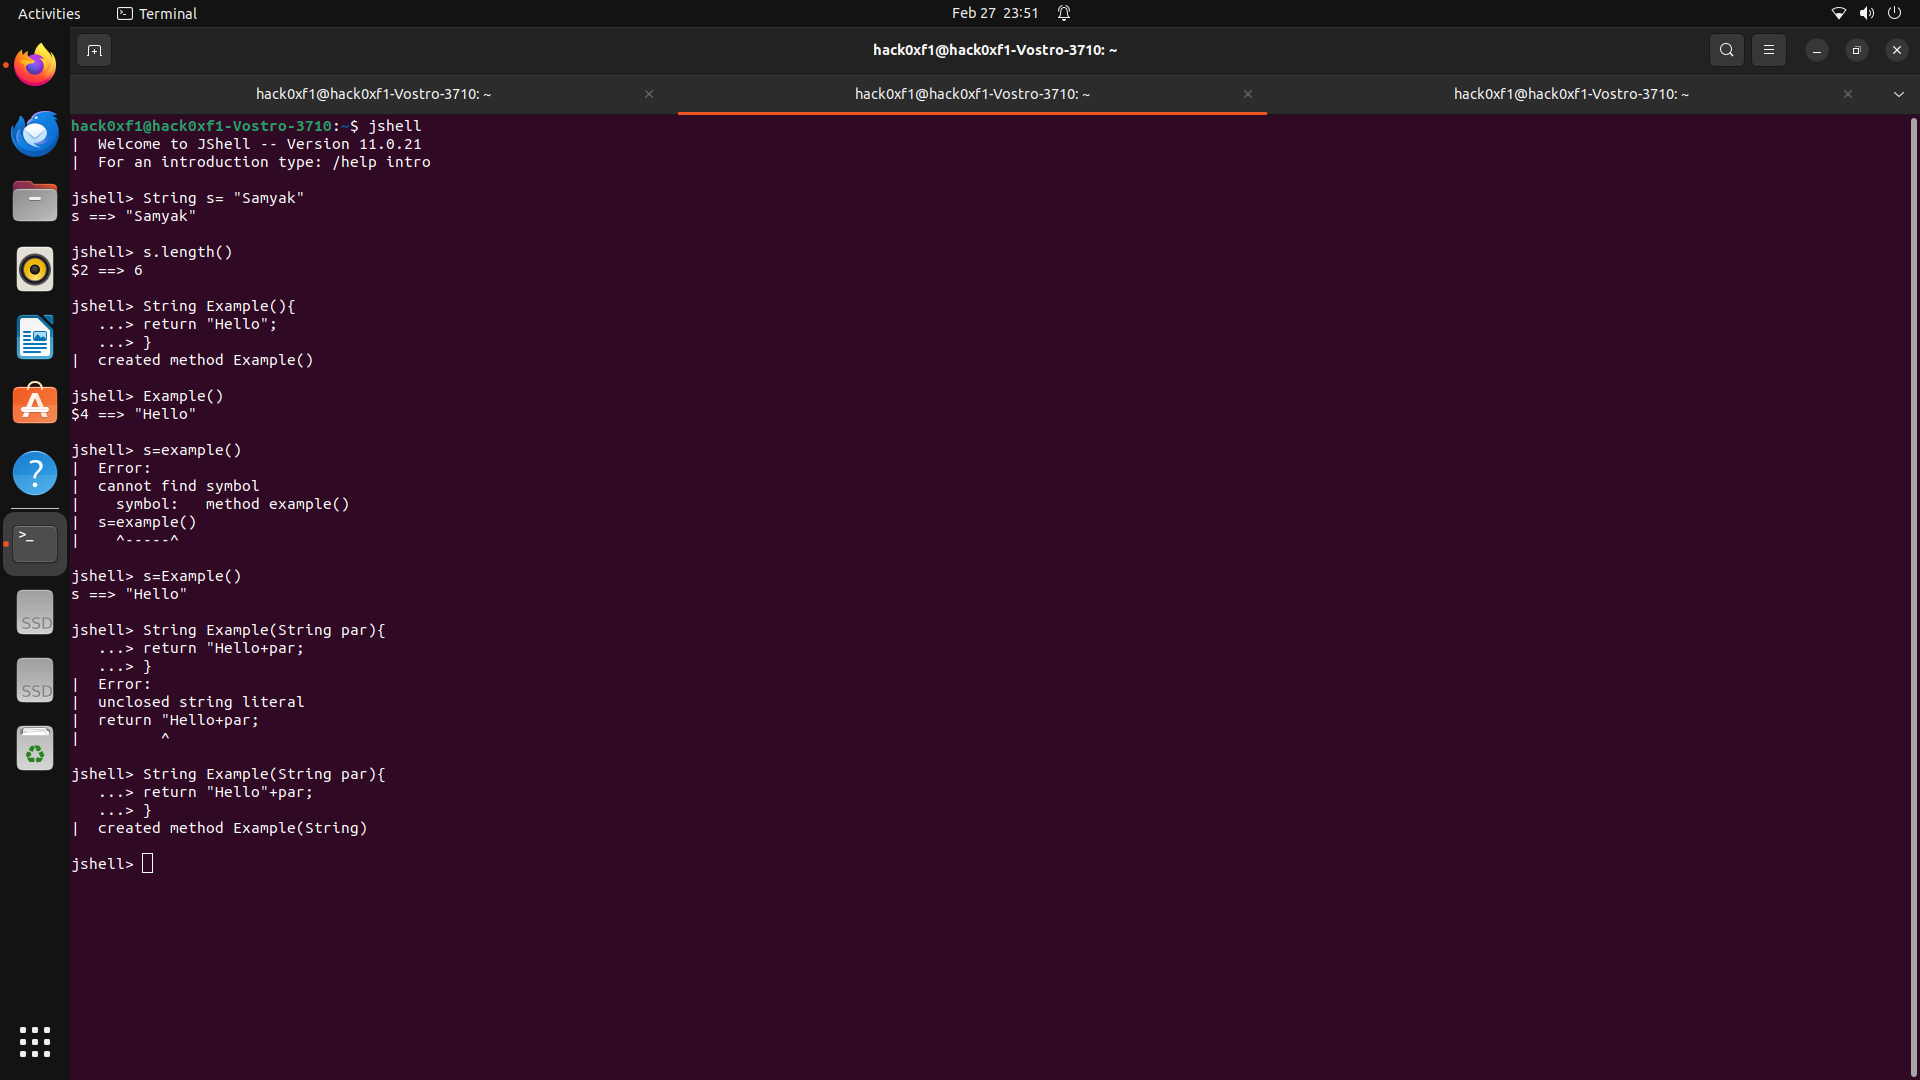 Activities
Terminal
Feb 27 23:51
hack0xf1@hack0xf1-Vostro-3710: ~
hack0xf1@hack0xf1-Vostro-3710: ~
hack0xf1@hack0xf1-Vostro-3710: ~
hack0xf1@hack0xf1-Vostro-3710: ~
hack0xf1@hack0xf1-Vostro-3710:~$ jshell
|  Welcome to JShell -- Version 11.0.21
|  For an introduction type: /help intro
jshell> String s= "Samyak"
s ==> "Samyak"
jshell> s.length()
$2 ==> 6
jshell> String Example(){
   ...> return "Hello";
   ...> }
|  created method Example()
jshell> Example()
$4 ==> "Hello"
jshell> s=example()
|  Error:
|  cannot find symbol
|    symbol:   method example()
|  s=example()
|    ^-----^
jshell> s=Example()
s ==> "Hello"
jshell> String Example(String par){
   ...> return "Hello+par;
   ...> }
|  Error:
|  unclosed string literal
|  return "Hello+par;
|         ^
jshell> String Example(String par){
   ...> return "Hello"+par;
   ...> }
|  created method Example(String)
jshell>
SSD
SSD